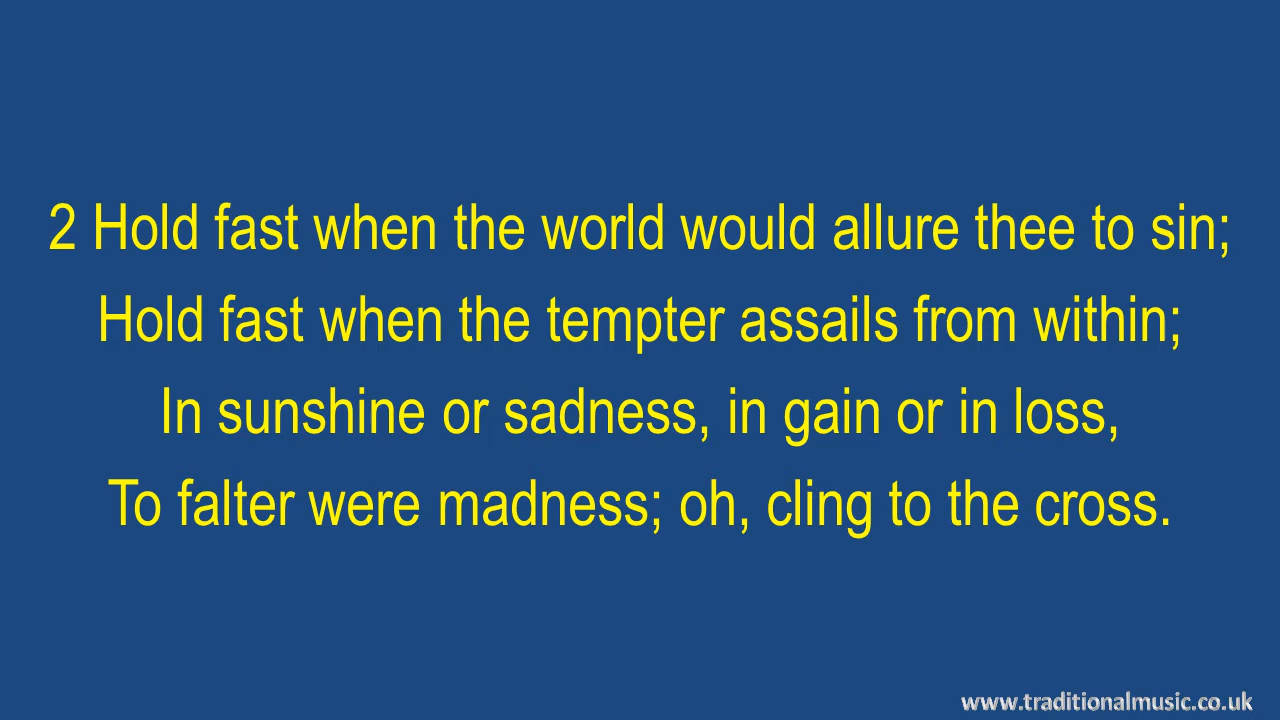 2 Hold fast when the world would allure thee to sin;
Hold fast when the tempter assails from within;
In sunshine or sadness, in gain or in loss,
To falter were madness; oh, cling to the cross.
www.traditionalmusic.co.uk